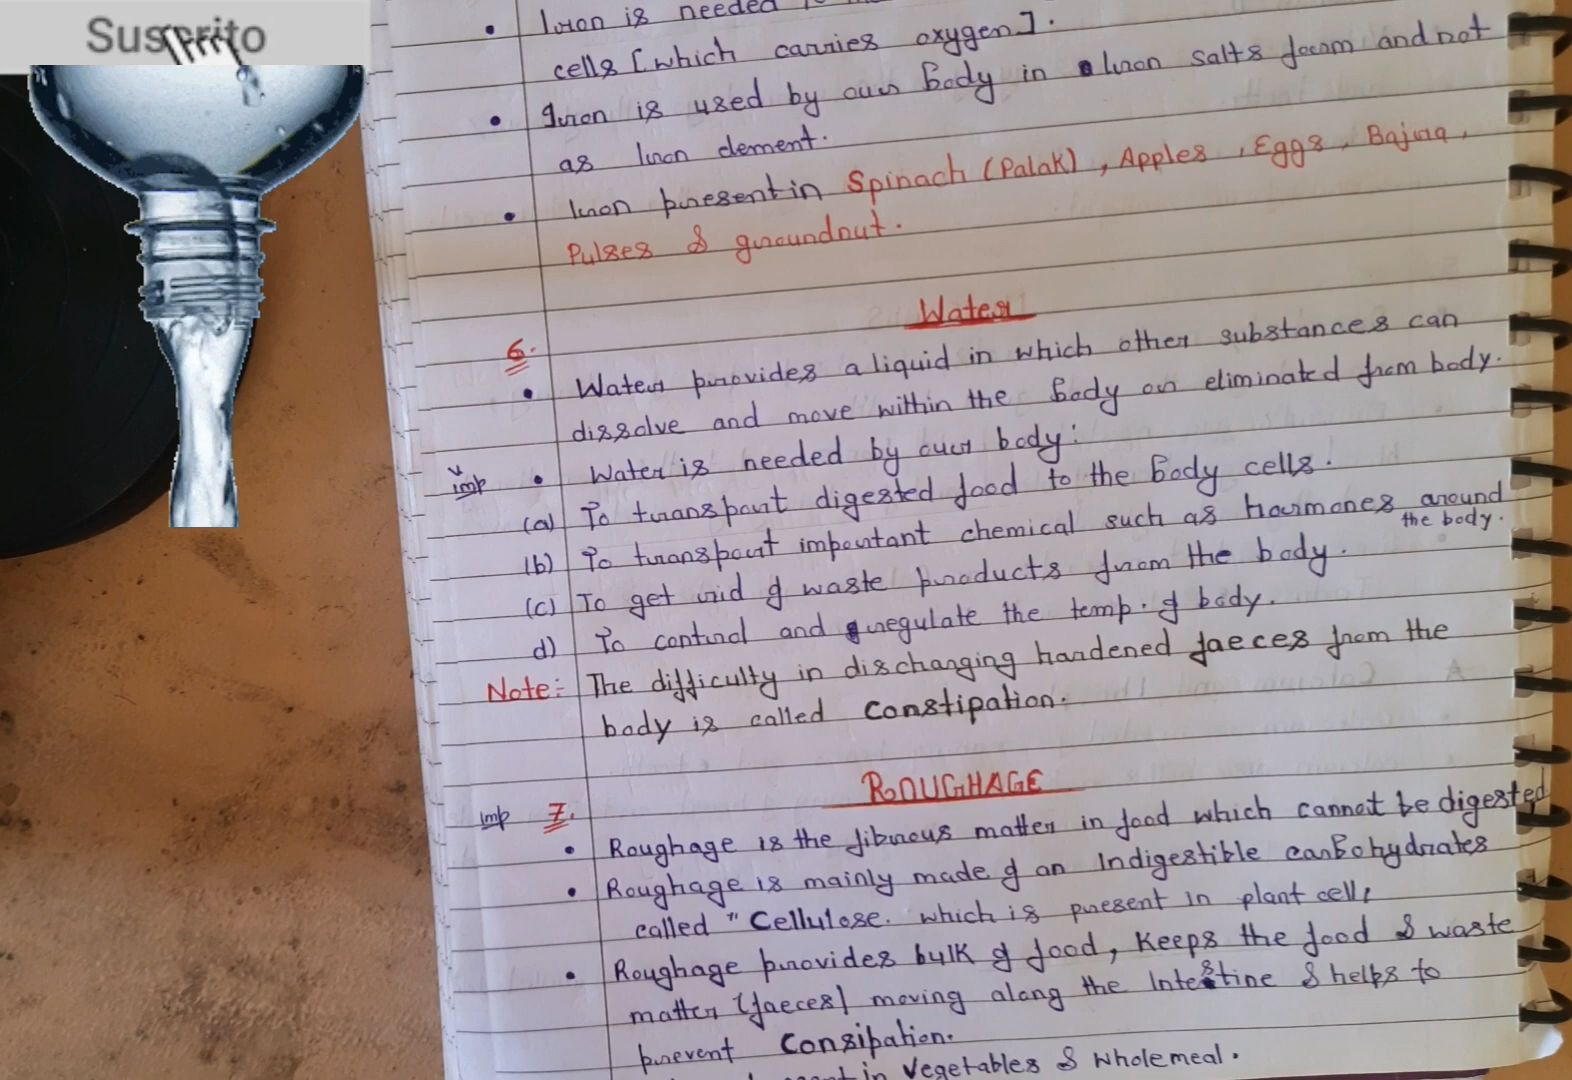 Susprito
Iron is needed
cells [which carries oxygen].
Iron is used by our body in Iron salts form and not
as Iron element.
Iron present in Spinach (Palak), Apples, Eggs, Bajra,
Pulses & groundnut.
Water
6.
Water provides a liquid in which other substances can
dissolve and move within the body or eliminated from body.
v imp
Water is needed by our body:
(a) To transport digested food to the body cells.
(b) To transport important chemical such as hormones around the body.
(c) To get rid of waste products from the body.
d) To control and regulate the temp. of body.
Note:- The difficulty in discharging hardened faeces from the
body is called Constipation.
ROUGHAGE
imp 7.
Roughage is the fibrous matter in food which cannot be digested
Roughage is mainly made of an Indigestible carbohydrates
called "Cellulose. which is present in plant cells
Roughage provides bulk of food, Keeps the food & waste
matter (faeces) moving along the Intestine & helps to
prevent Consipation.
in Vegetables & Whole meal.